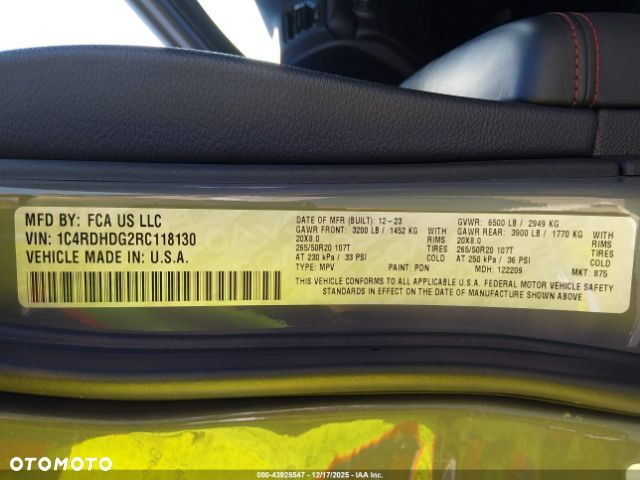 MFD BY: FCA US LLC
VIN: 1C4RDHDG2RC118130
VEHICLE MADE IN: U.S.A.
DATE OF MFR (BUILT): 12-23
GAWR FRONT: 3200 LB / 1452 KG
20X8.0 TIRES
265/50R20 107T
AT 230 kPa / 33 PSI COLD
TYPE: MPV PAINT: PDN
GVWR: 6500 LB / 2949 KG
GAWR REAR: 3900 LB / 1770 KG
20X8.0 TIRES
265/50R20 107T
AT 250 kPa / 36 PSI COLD
MDH: 122209 MKT: 875
THIS VEHICLE CONFORMS TO ALL APPLICABLE U.S.A. FEDERAL MOTOR VEHICLE SAFETY
STANDARDS IN EFFECT ON THE DATE OF MANUFACTURE SHOWN ABOVE.
OTOMOTO
000-43928547 - 12/17/2025 - IAA Inc.
OTOMOTO